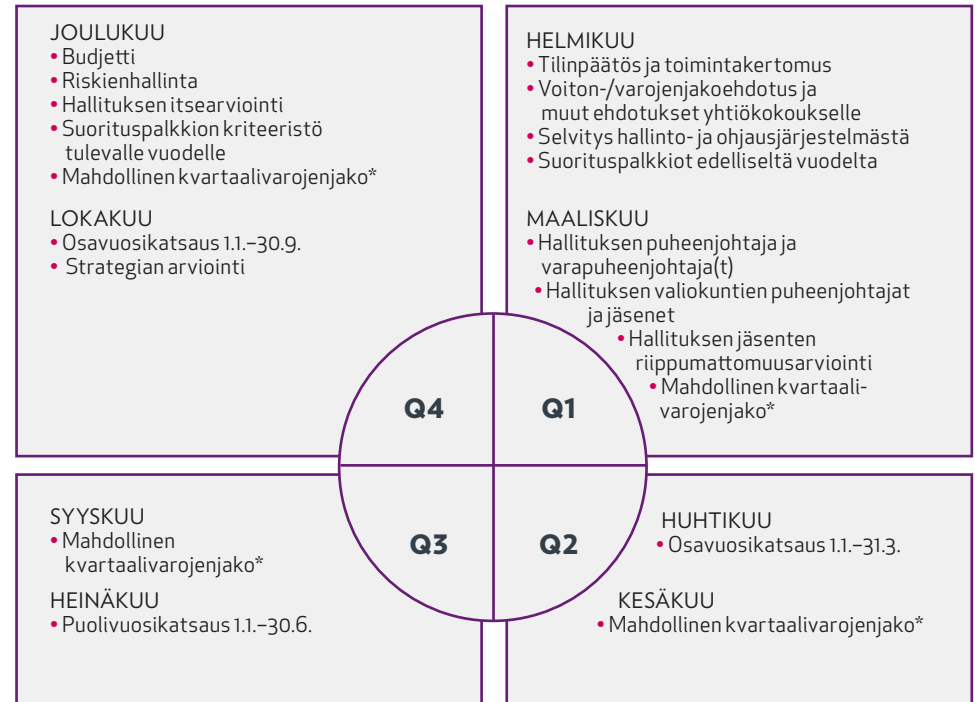 JOULUKUU
• Budjetti
• Riskienhallinta
• Hallituksen itsearviointi
• Suorituspalkkion kriteeristö
tulevalle vuodelle
• Mahdollinen kvartaalivarojenjako*
LOKAKUU
• Osavuosikatsaus 1.1.–30.9.
• Strategian arviointi
HELMIKUU
• Tilinpäätös ja toimintakertomus
• Voiton-/varojenjakoehdotus ja
muut ehdotukset yhtiökokoukselle
• Selvitys hallinto- ja ohjausjärjestelmästä
• Suorituspalkkiot edelliseltä vuodelta
MAALISKUU
• Hallituksen puheenjohtaja ja
varapuheenjohtaja(t)
• Hallituksen valiokuntien puheenjohtajat
ja jäsenet
• Hallituksen jäsenten
riippumattomuusarviointi
• Mahdollinen kvartaali-
varojenjako*
Q4
Q1
Q3
Q2
SYYSKUU
• Mahdollinen
kvartaalivarojenjako*
HEINÄKUU
• Puolivuosikatsaus 1.1.–30.6.
HUHTIKUU
• Osavuosikatsaus 1.1.–31.3.
KESÄKUU
• Mahdollinen kvartaalivarojenjako*